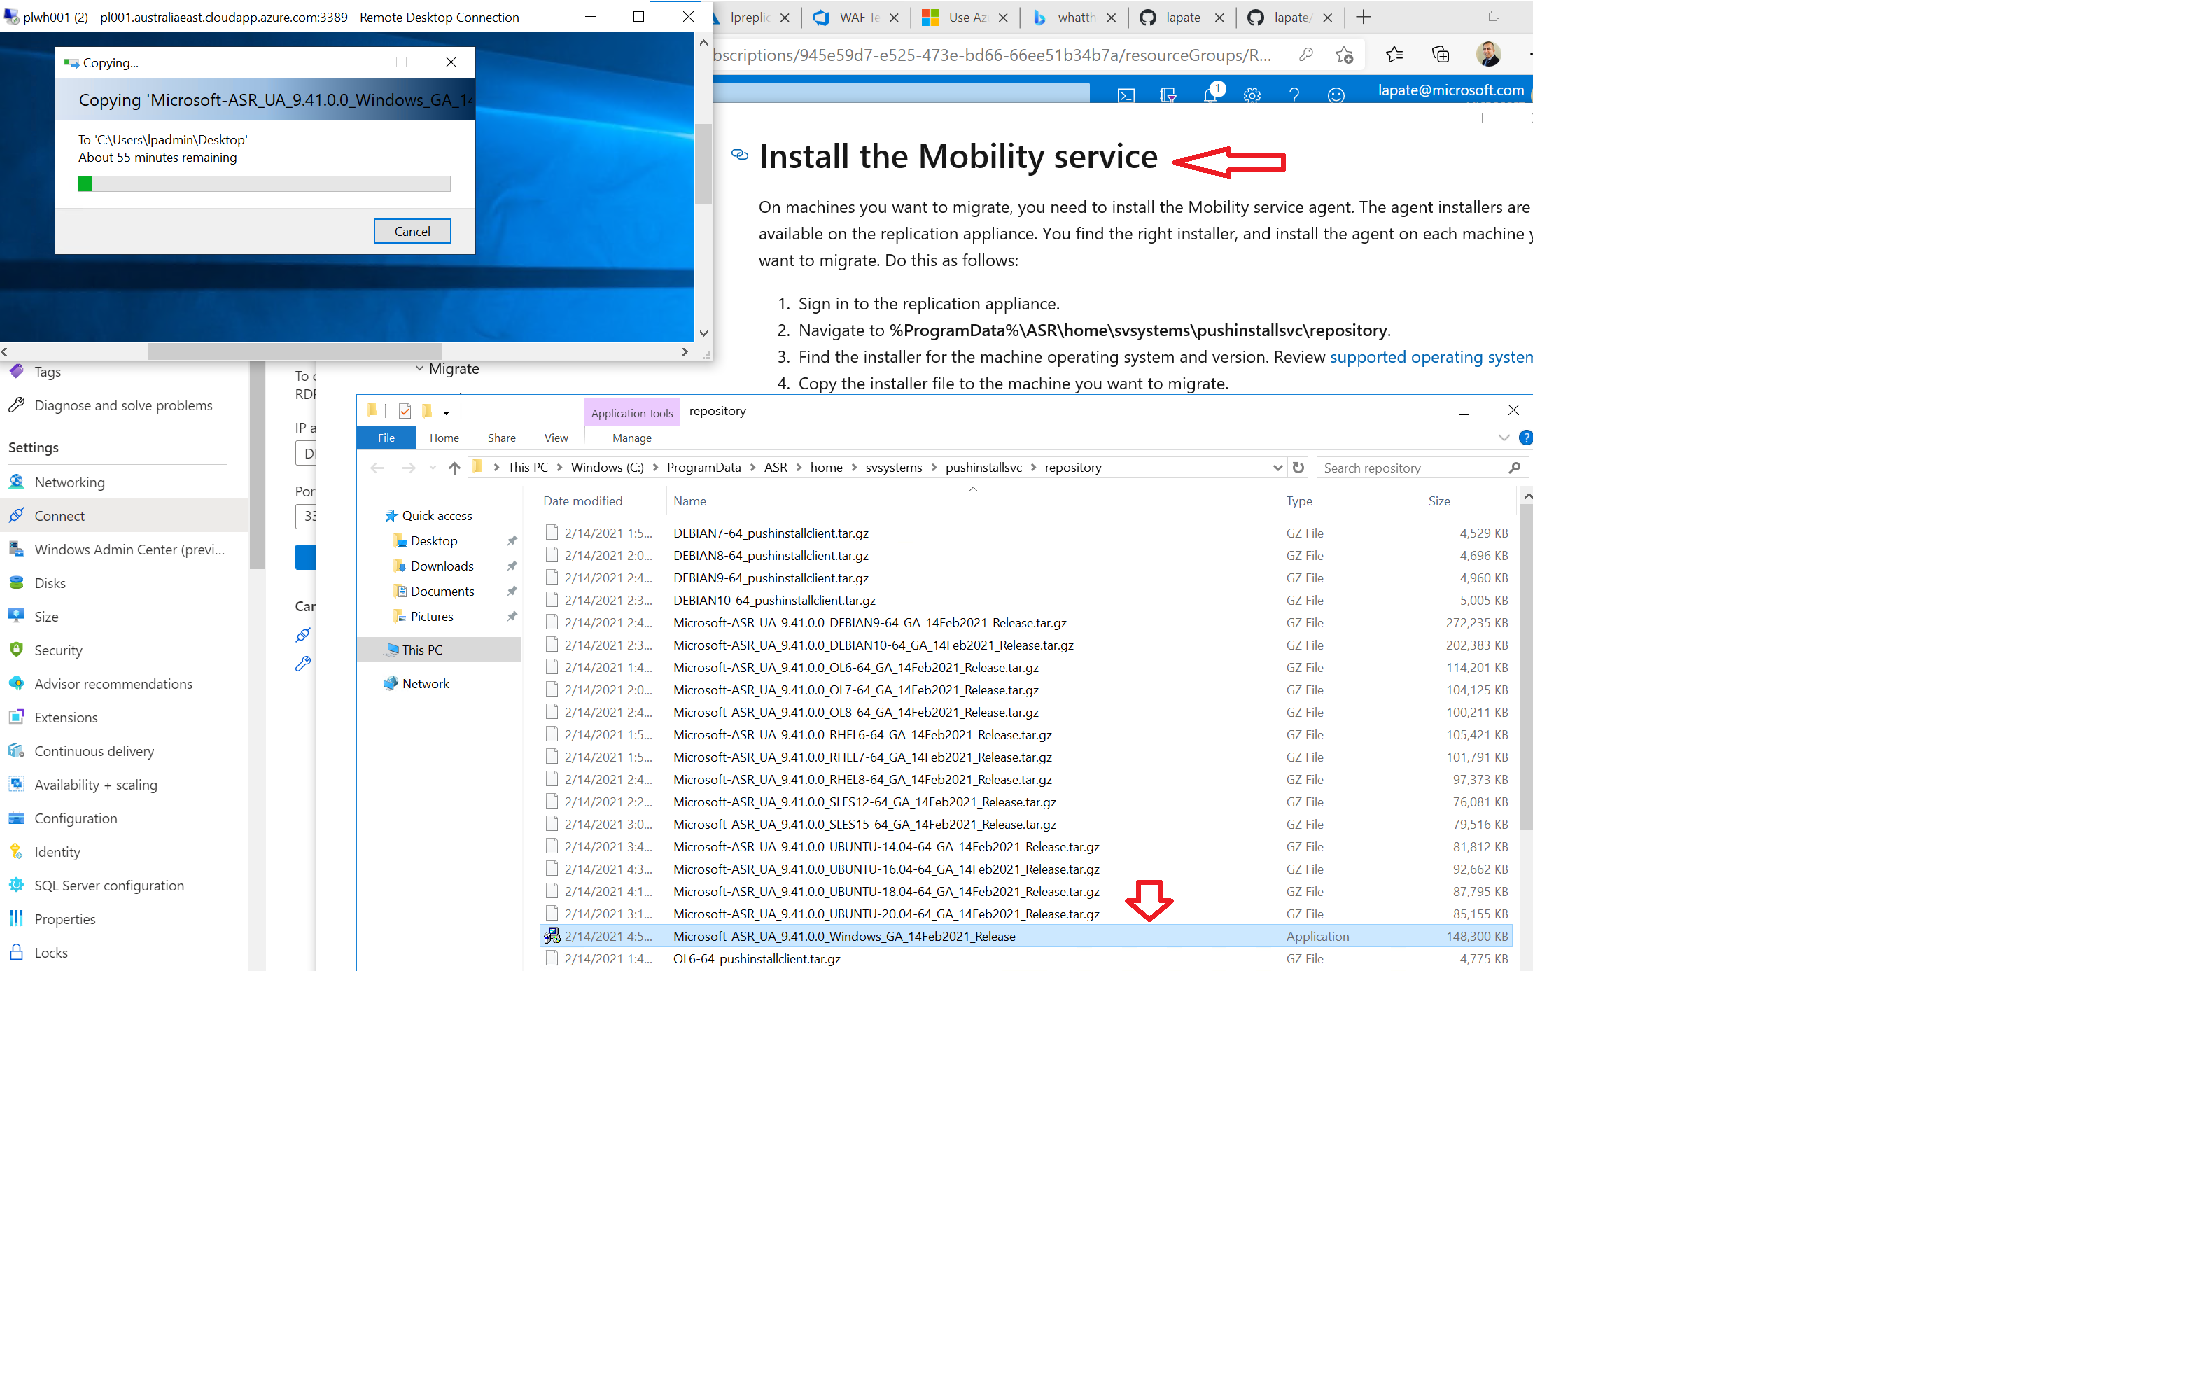 plwh001 (2) - pl001.australiaeast.cloudapp.azure.com:3389 - Remote Desktop Connection
Copying...
Copying 'Microsoft-ASR_UA_9.41.0.0_Windows_GA_14
To 'C:\Users\lpadmin\Desktop'
About 55 minutes remaining
Cancel
lpreplic
WAF Te
Use Az
whatth
lapate
lapate/
bscriptions/945e59d7-e525-473e-bd66-66ee51b34b7a/resourceGroups/R...
1
lapate@microsoft.com
Install the Mobility service
On machines you want to migrate, you need to install the Mobility service agent. The agent installers are
available on the replication appliance. You find the right installer, and install the agent on each machine y
want to migrate. Do this as follows:
1. Sign in to the replication appliance.
2. Navigate to %ProgramData%\ASR\home\svsystems\pushinstallsvc\repository.
3. Find the installer for the machine operating system and version. Review supported operating system
4. Copy the installer file to the machine you want to migrate.
Migrate
Tags
Diagnose and solve problems
Settings
Networking
Connect
Windows Admin Center (previ...
Disks
Size
Security
Advisor recommendations
Extensions
Continuous delivery
Availability + scaling
Configuration
Identity
SQL Server configuration
Properties
Locks
To c
RDP
IP a
Por
33
Can
Application Tools
repository
File
Home
Share
View
Manage
This PC > Windows (C:) > ProgramData > ASR > home > svsystems > pushinstallsvc > repository
Search repository
Quick access
Desktop
Downloads
Documents
Pictures
This PC
Network
Date modified Name Type Size
2/14/2021 1:5... DEBIAN7-64_pushinstallclient.tar.gz GZ File 4,529 KB
2/14/2021 2:0... DEBIAN8-64_pushinstallclient.tar.gz GZ File 4,696 KB
2/14/2021 2:4... DEBIAN9-64_pushinstallclient.tar.gz GZ File 4,960 KB
2/14/2021 2:3... DEBIAN10-64_pushinstallclient.tar.gz GZ File 5,005 KB
2/14/2021 2:4... Microsoft-ASR_UA_9.41.0.0_DEBIAN9-64_GA_14Feb2021_Release.tar.gz GZ File 272,235 KB
2/14/2021 2:3... Microsoft-ASR_UA_9.41.0.0_DEBIAN10-64_GA_14Feb2021_Release.tar.gz GZ File 202,383 KB
2/14/2021 1:4... Microsoft-ASR_UA_9.41.0.0_OL6-64_GA_14Feb2021_Release.tar.gz GZ File 114,201 KB
2/14/2021 2:0... Microsoft-ASR_UA_9.41.0.0_OL7-64_GA_14Feb2021_Release.tar.gz GZ File 104,125 KB
2/14/2021 2:4... Microsoft-ASR_UA_9.41.0.0_OL8-64_GA_14Feb2021_Release.tar.gz GZ File 100,211 KB
2/14/2021 1:5... Microsoft-ASR_UA_9.41.0.0_RHEL6-64_GA_14Feb2021_Release.tar.gz GZ File 105,421 KB
2/14/2021 1:5... Microsoft-ASR_UA_9.41.0.0_RHEL7-64_GA_14Feb2021_Release.tar.gz GZ File 101,791 KB
2/14/2021 2:4... Microsoft-ASR_UA_9.41.0.0_RHEL8-64_GA_14Feb2021_Release.tar.gz GZ File 97,373 KB
2/14/2021 2:2... Microsoft-ASR_UA_9.41.0.0_SLES12-64_GA_14Feb2021_Release.tar.gz GZ File 76,081 KB
2/14/2021 3:0... Microsoft-ASR_UA_9.41.0.0_SLES15-64_GA_14Feb2021_Release.tar.gz GZ File 79,516 KB
2/14/2021 3:4... Microsoft-ASR_UA_9.41.0.0_UBUNTU-14.04-64_GA_14Feb2021_Release.tar.gz GZ File 81,812 KB
2/14/2021 4:3... Microsoft-ASR_UA_9.41.0.0_UBUNTU-16.04-64_GA_14Feb2021_Release.tar.gz GZ File 92,662 KB
2/14/2021 4:1... Microsoft-ASR_UA_9.41.0.0_UBUNTU-18.04-64_GA_14Feb2021_Release.tar.gz GZ File 87,795 KB
2/14/2021 3:1... Microsoft-ASR_UA_9.41.0.0_UBUNTU-20.04-64_GA_14Feb2021_Release.tar.gz GZ File 85,155 KB
2/14/2021 4:5... Microsoft-ASR_UA_9.41.0.0_Windows_GA_14Feb2021_Release Application 148,300 KB
2/14/2021 1:4... OL6-64_pushinstallclient.tar.gz GZ File 4,775 KB